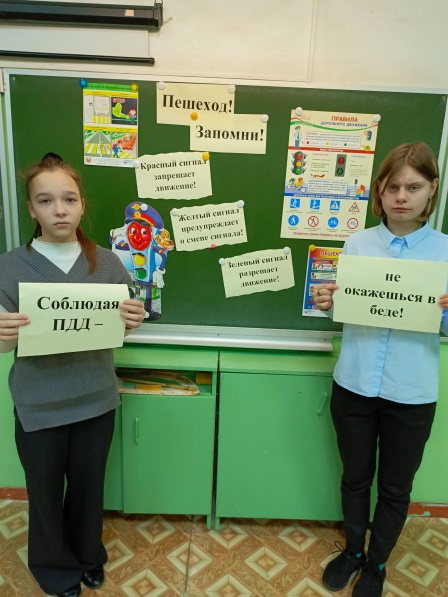 Пешеход!
Запомни!
Красный сигнал
запрещает
движение!
Желтый сигнал
предупреждает
о смене сигнала!
Зеленый сигнал
разрешает
движение!
ПРАВИЛА
ДОРОЖНОГО ДВИЖЕНИЯ
Соблюдая
ПДД –
не
окажешься в
беде!